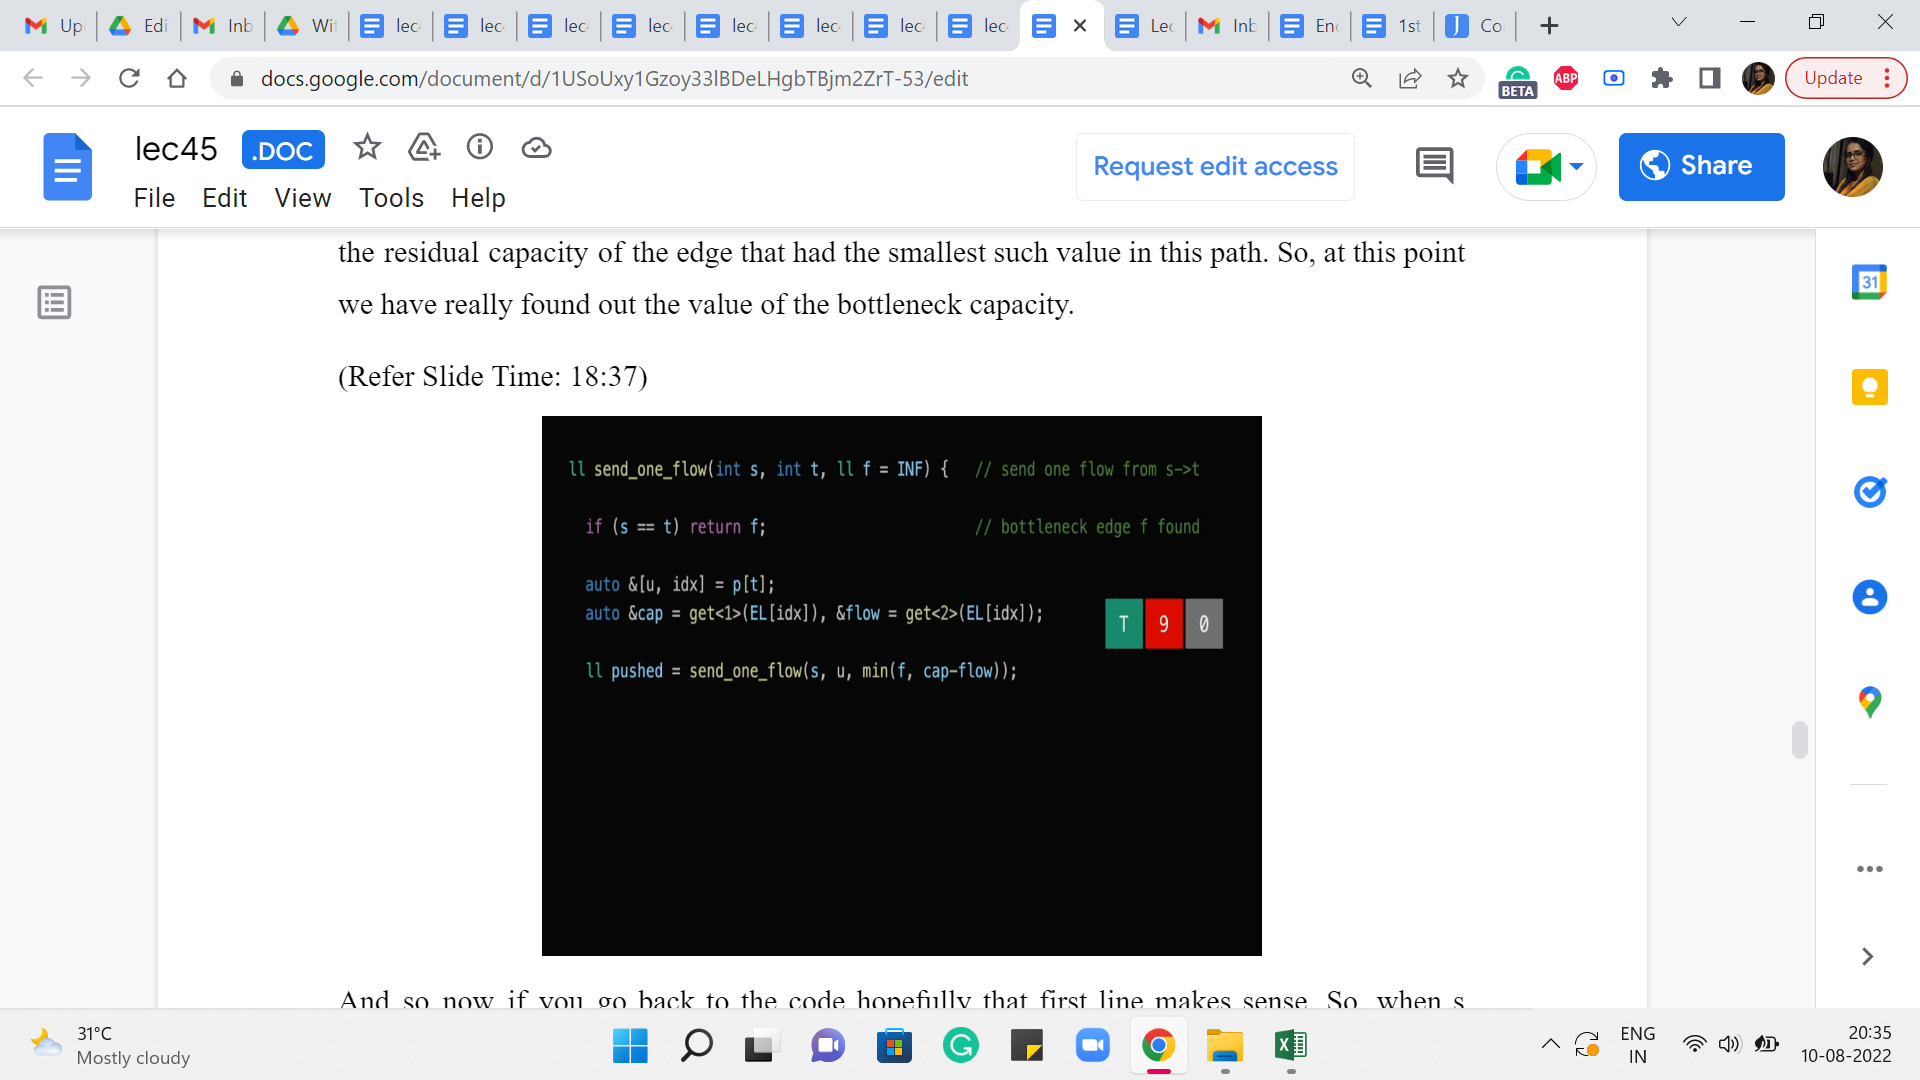 Up
Edi
Inb
Wi
lec
lec
lec
lec
lec
lec
lec
lec
Lec
Inb
En
1st
Co
docs.google.com/document/d/1USoUxy1Gzoy33lBDeLHgbTBjm2ZrT-53/edit
BETA
ABP
Update
lec45 .DOC
File Edit View Tools Help
Request edit access
Share
31
the residual capacity of the edge that had the smallest such value in this path. So, at this point
we have really found out the value of the bottleneck capacity.
(Refer Slide Time: 18:37)
ll send_one_flow(int s, int t, ll f = INF) { // send one flow from s->t
if (s == t) return f; // bottleneck edge f found
auto &[u, idx] = p[t];
auto &cap = get<1>(EL[idx]), &flow = get<2>(EL[idx]);
T 9 0
ll pushed = send_one_flow(s, u, min(f, cap-flow));
And so now if you go back to the code hopefully that first line makes sense. So, when s
31°C
Mostly cloudy
ENG
IN
20:35
10-08-2022